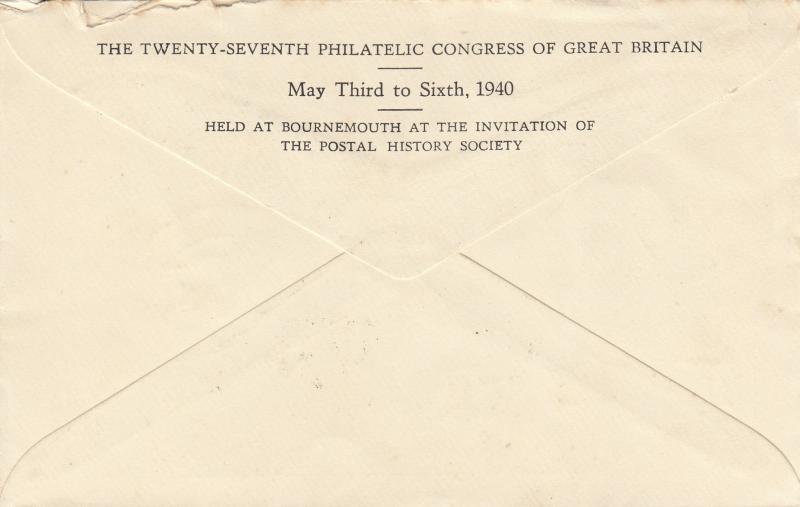 THE TWENTY-SEVENTH PHILATELIC CONGRESS OF GREAT BRITAIN
May Third to Sixth, 1940
HELD AT BOURNEMOUTH AT THE INVITATION OF
THE POSTAL HISTORY SOCIETY